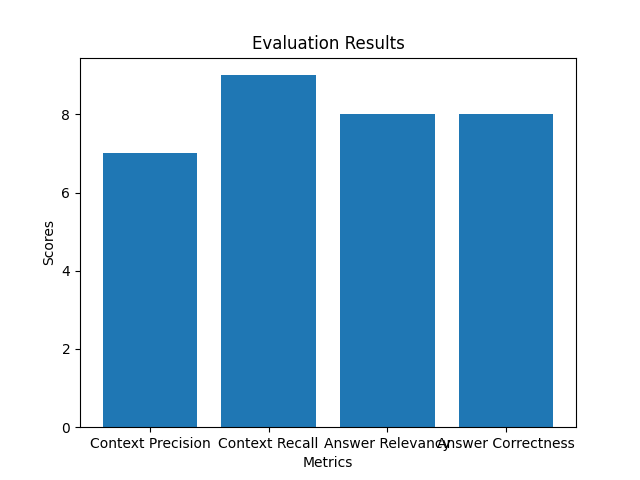 Evaluation Results
8
6
4
2
0
Scores
Context Precision Context Recall Answer Relevancy Answer Correctness
Metrics